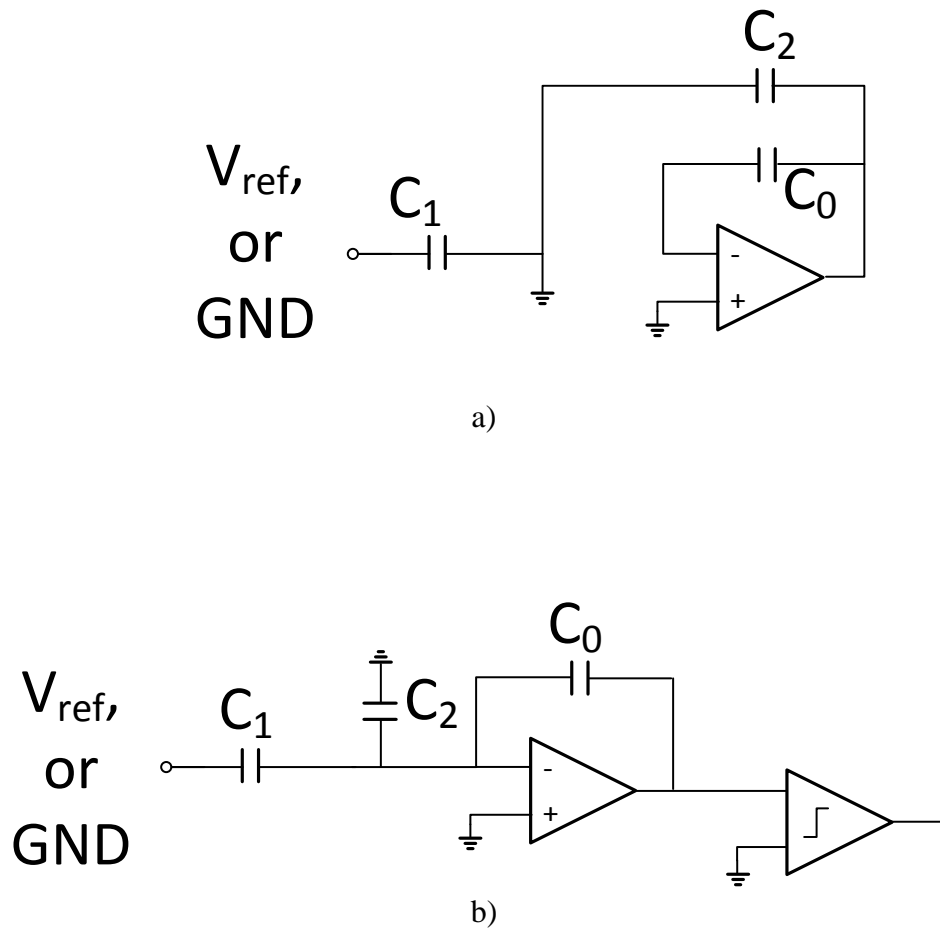 C2
Vref,
or
GND
C1
C0
-
+
a)
C0
Vref,
or
GND
C1
C2
-
+
b)